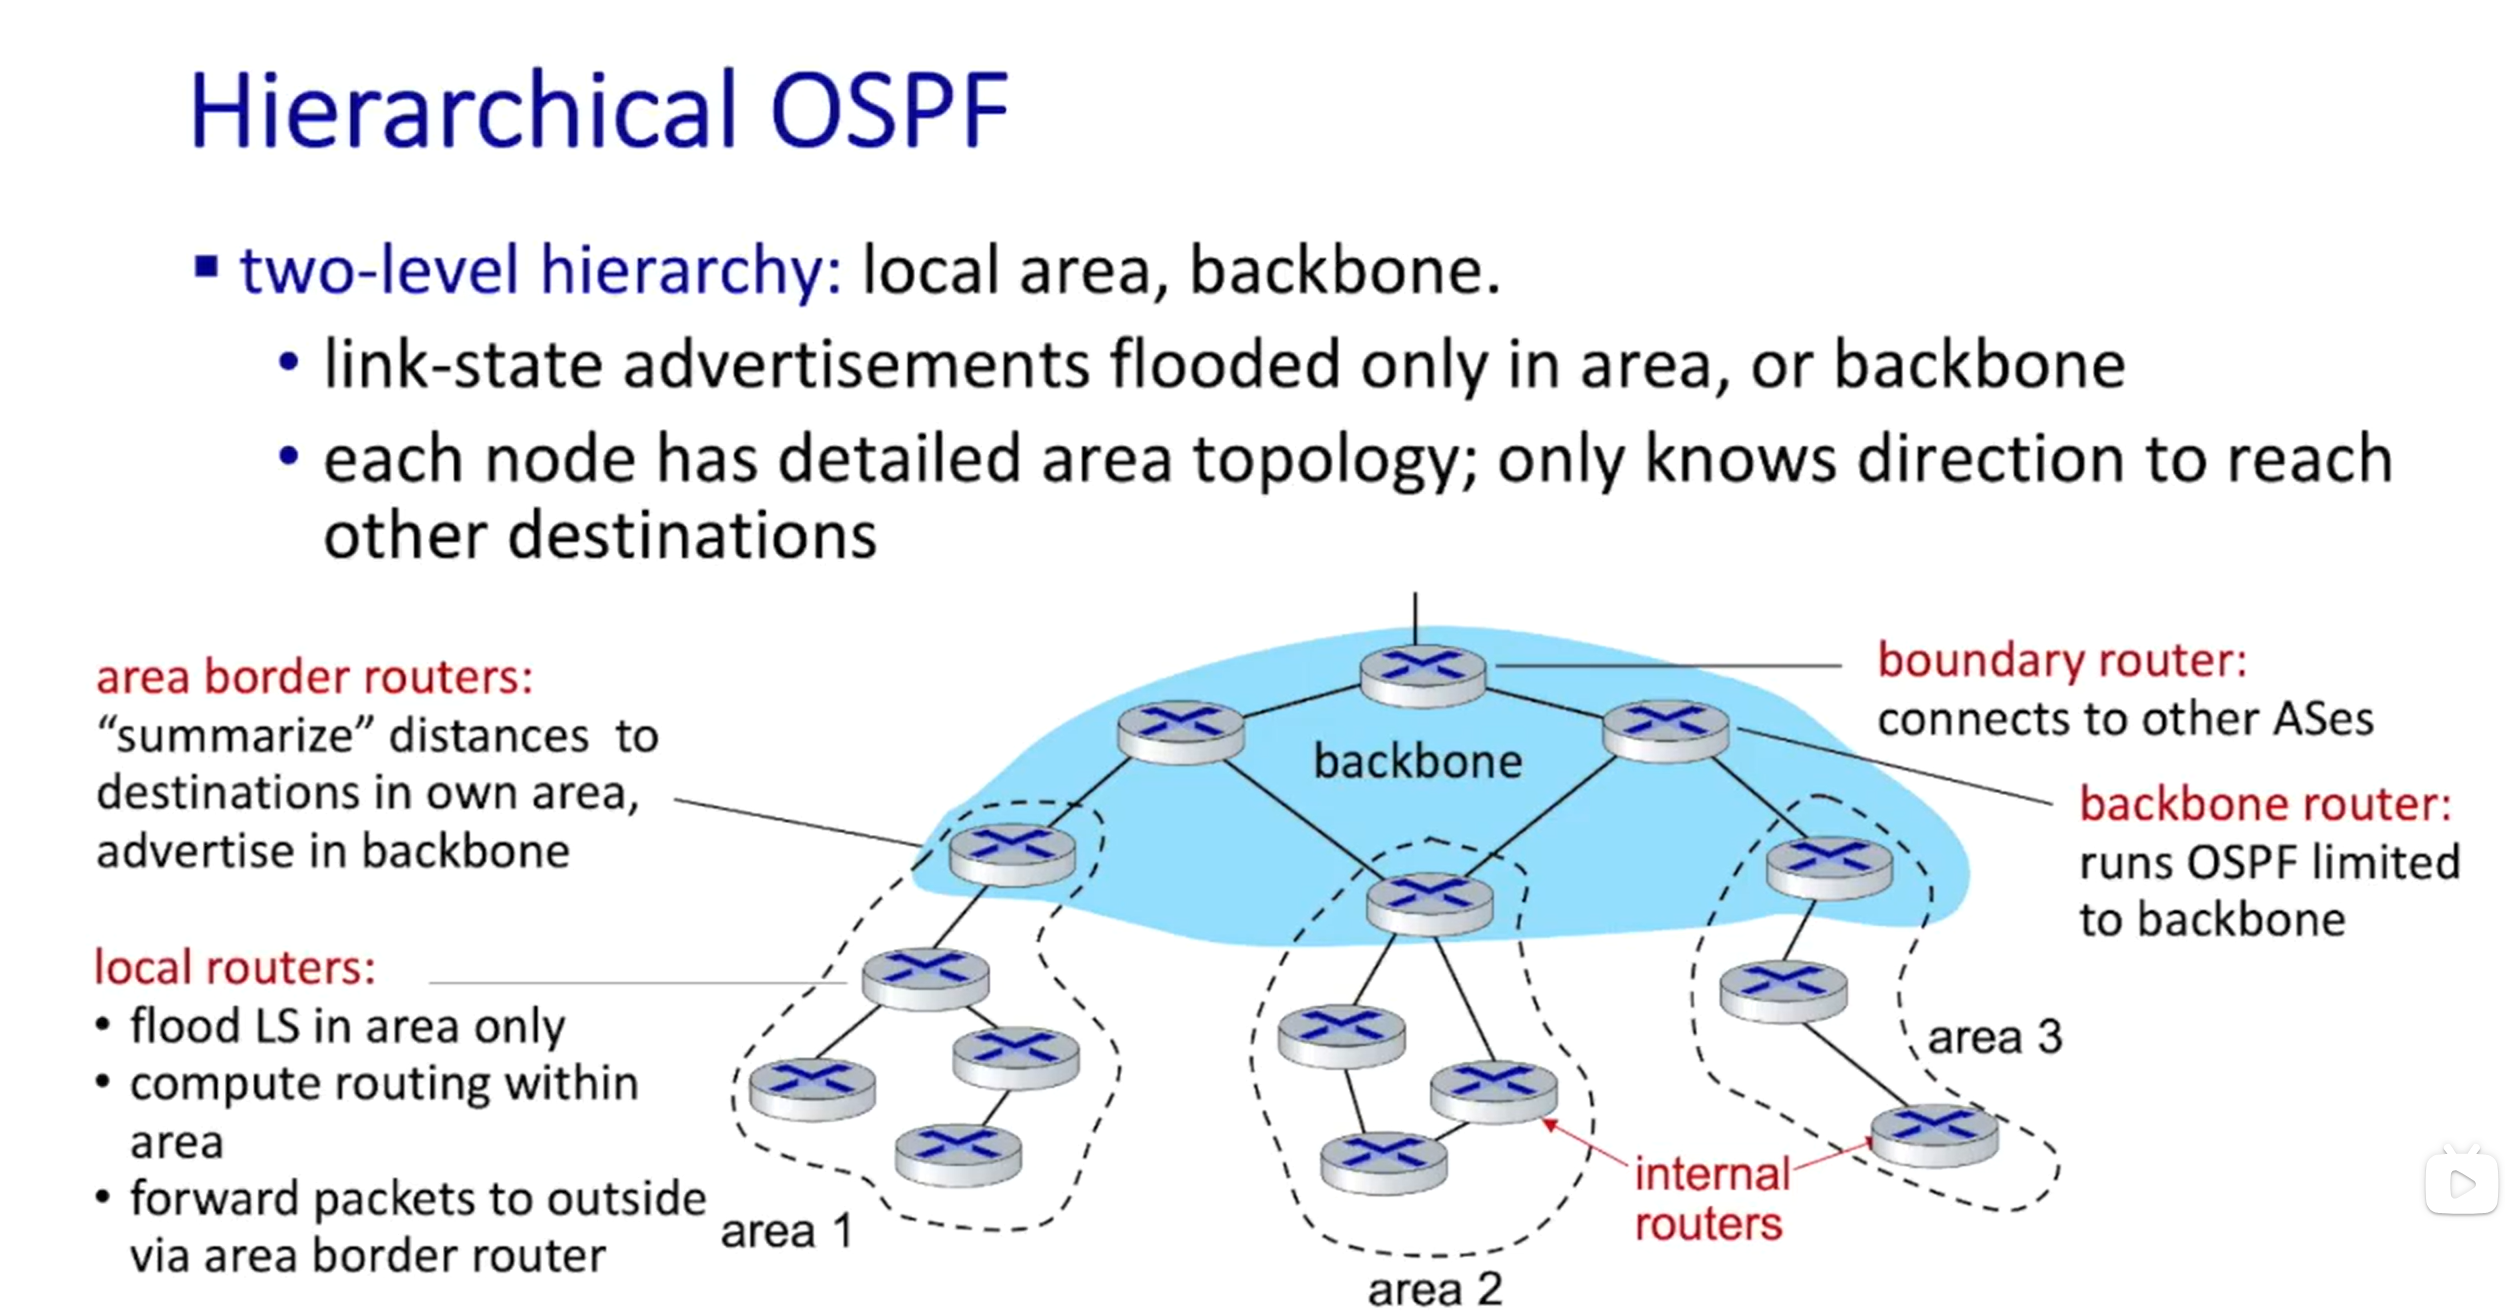 Hierarchical OSPF
▪ two-level hierarchy: local area, backbone.
• link-state advertisements flooded only in area, or backbone
• each node has detailed area topology; only knows direction to reach
other destinations
area border routers:
“summarize” distances to
destinations in own area,
advertise in backbone
local routers:
• flood LS in area only
• compute routing within
area
• forward packets to outside
via area border router
backbone
boundary router:
connects to other ASes
backbone router:
runs OSPF limited
to backbone
area 1
area 2
area 3
internal
routers